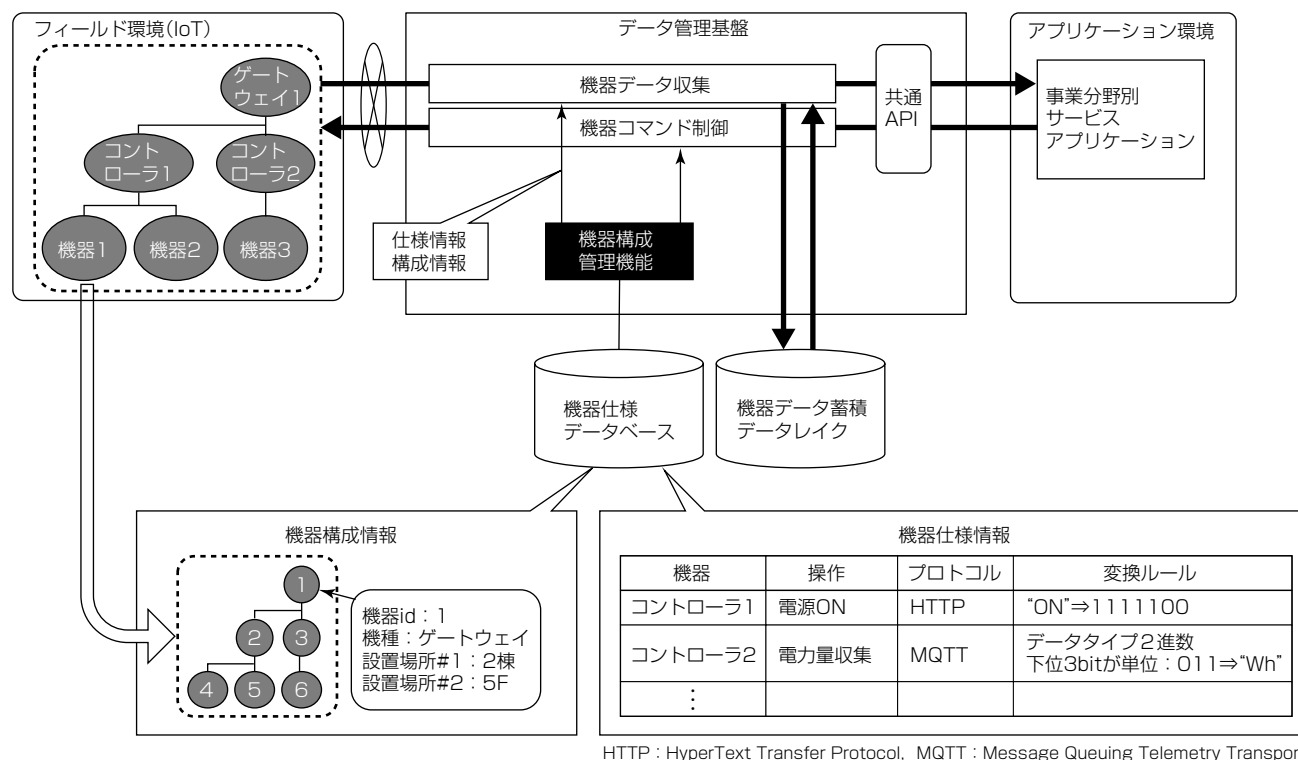 フィールド環境(IoT)
ゲート
ウェイ1
コント
ローラ1
コント
ローラ2
機器1
機器2
機器3
データ管理基盤
機器データ収集
機器コマンド制御
共通
API
仕様情報
構成情報
機器構成
管理機能
アプリケーション環境
事業分野別
サービス
アプリケーション
機器仕様
データベース
機器データ蓄積
データレイク
機器構成情報
1
2
3
4
5
6
機器id：1
機種：ゲートウェイ
設置場所#1：2棟
設置場所#2：5F
機器仕様情報
機器 操作 プロトコル 変換ルール
コントローラ1 電源ON HTTP “ON”⇒1111100
コントローラ2 電力量収集 MQTT データタイプ2進数
下位3bitが単位：011⇒“Wh”
⋮
HTTP：HyperText Transfer Protocol，MQTT：Message Queuing Telemetry Transpor